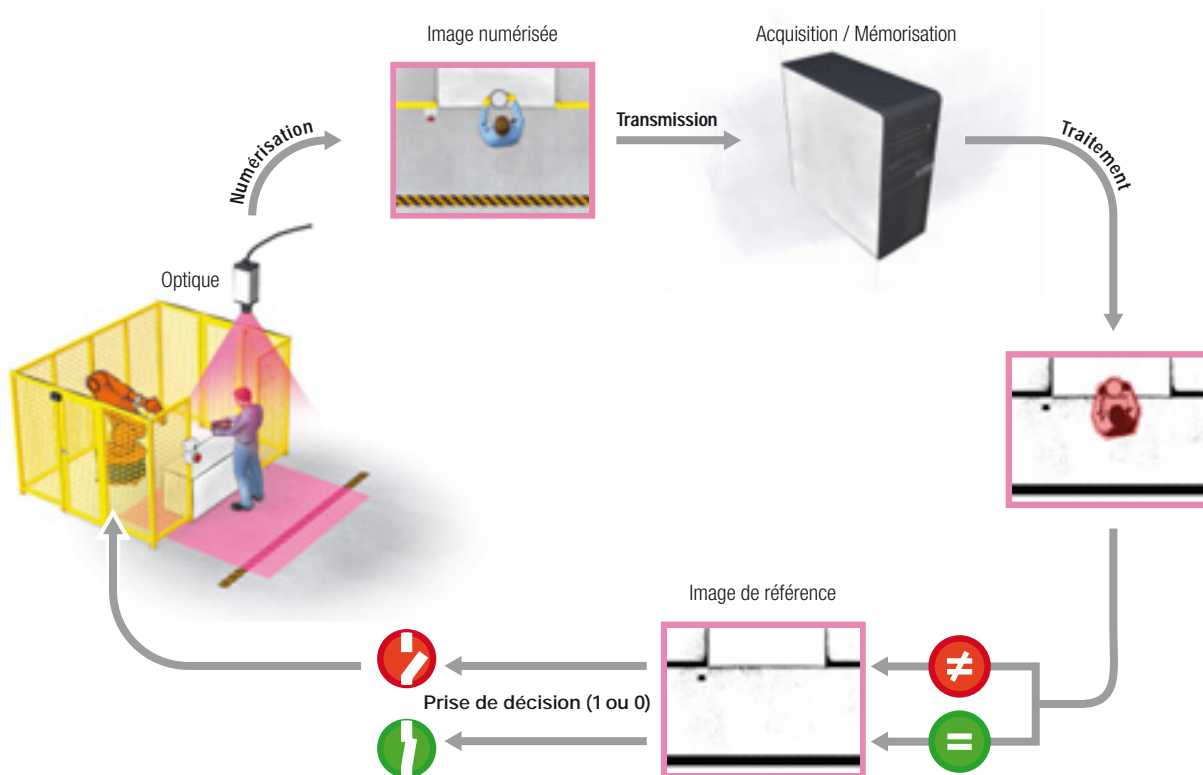 Image numérisée
Acquisition / Mémorisation
Numérisation
Transmission
Traitement
Optique
Image de référence
≠
Prise de décision (1 ou 0)
=